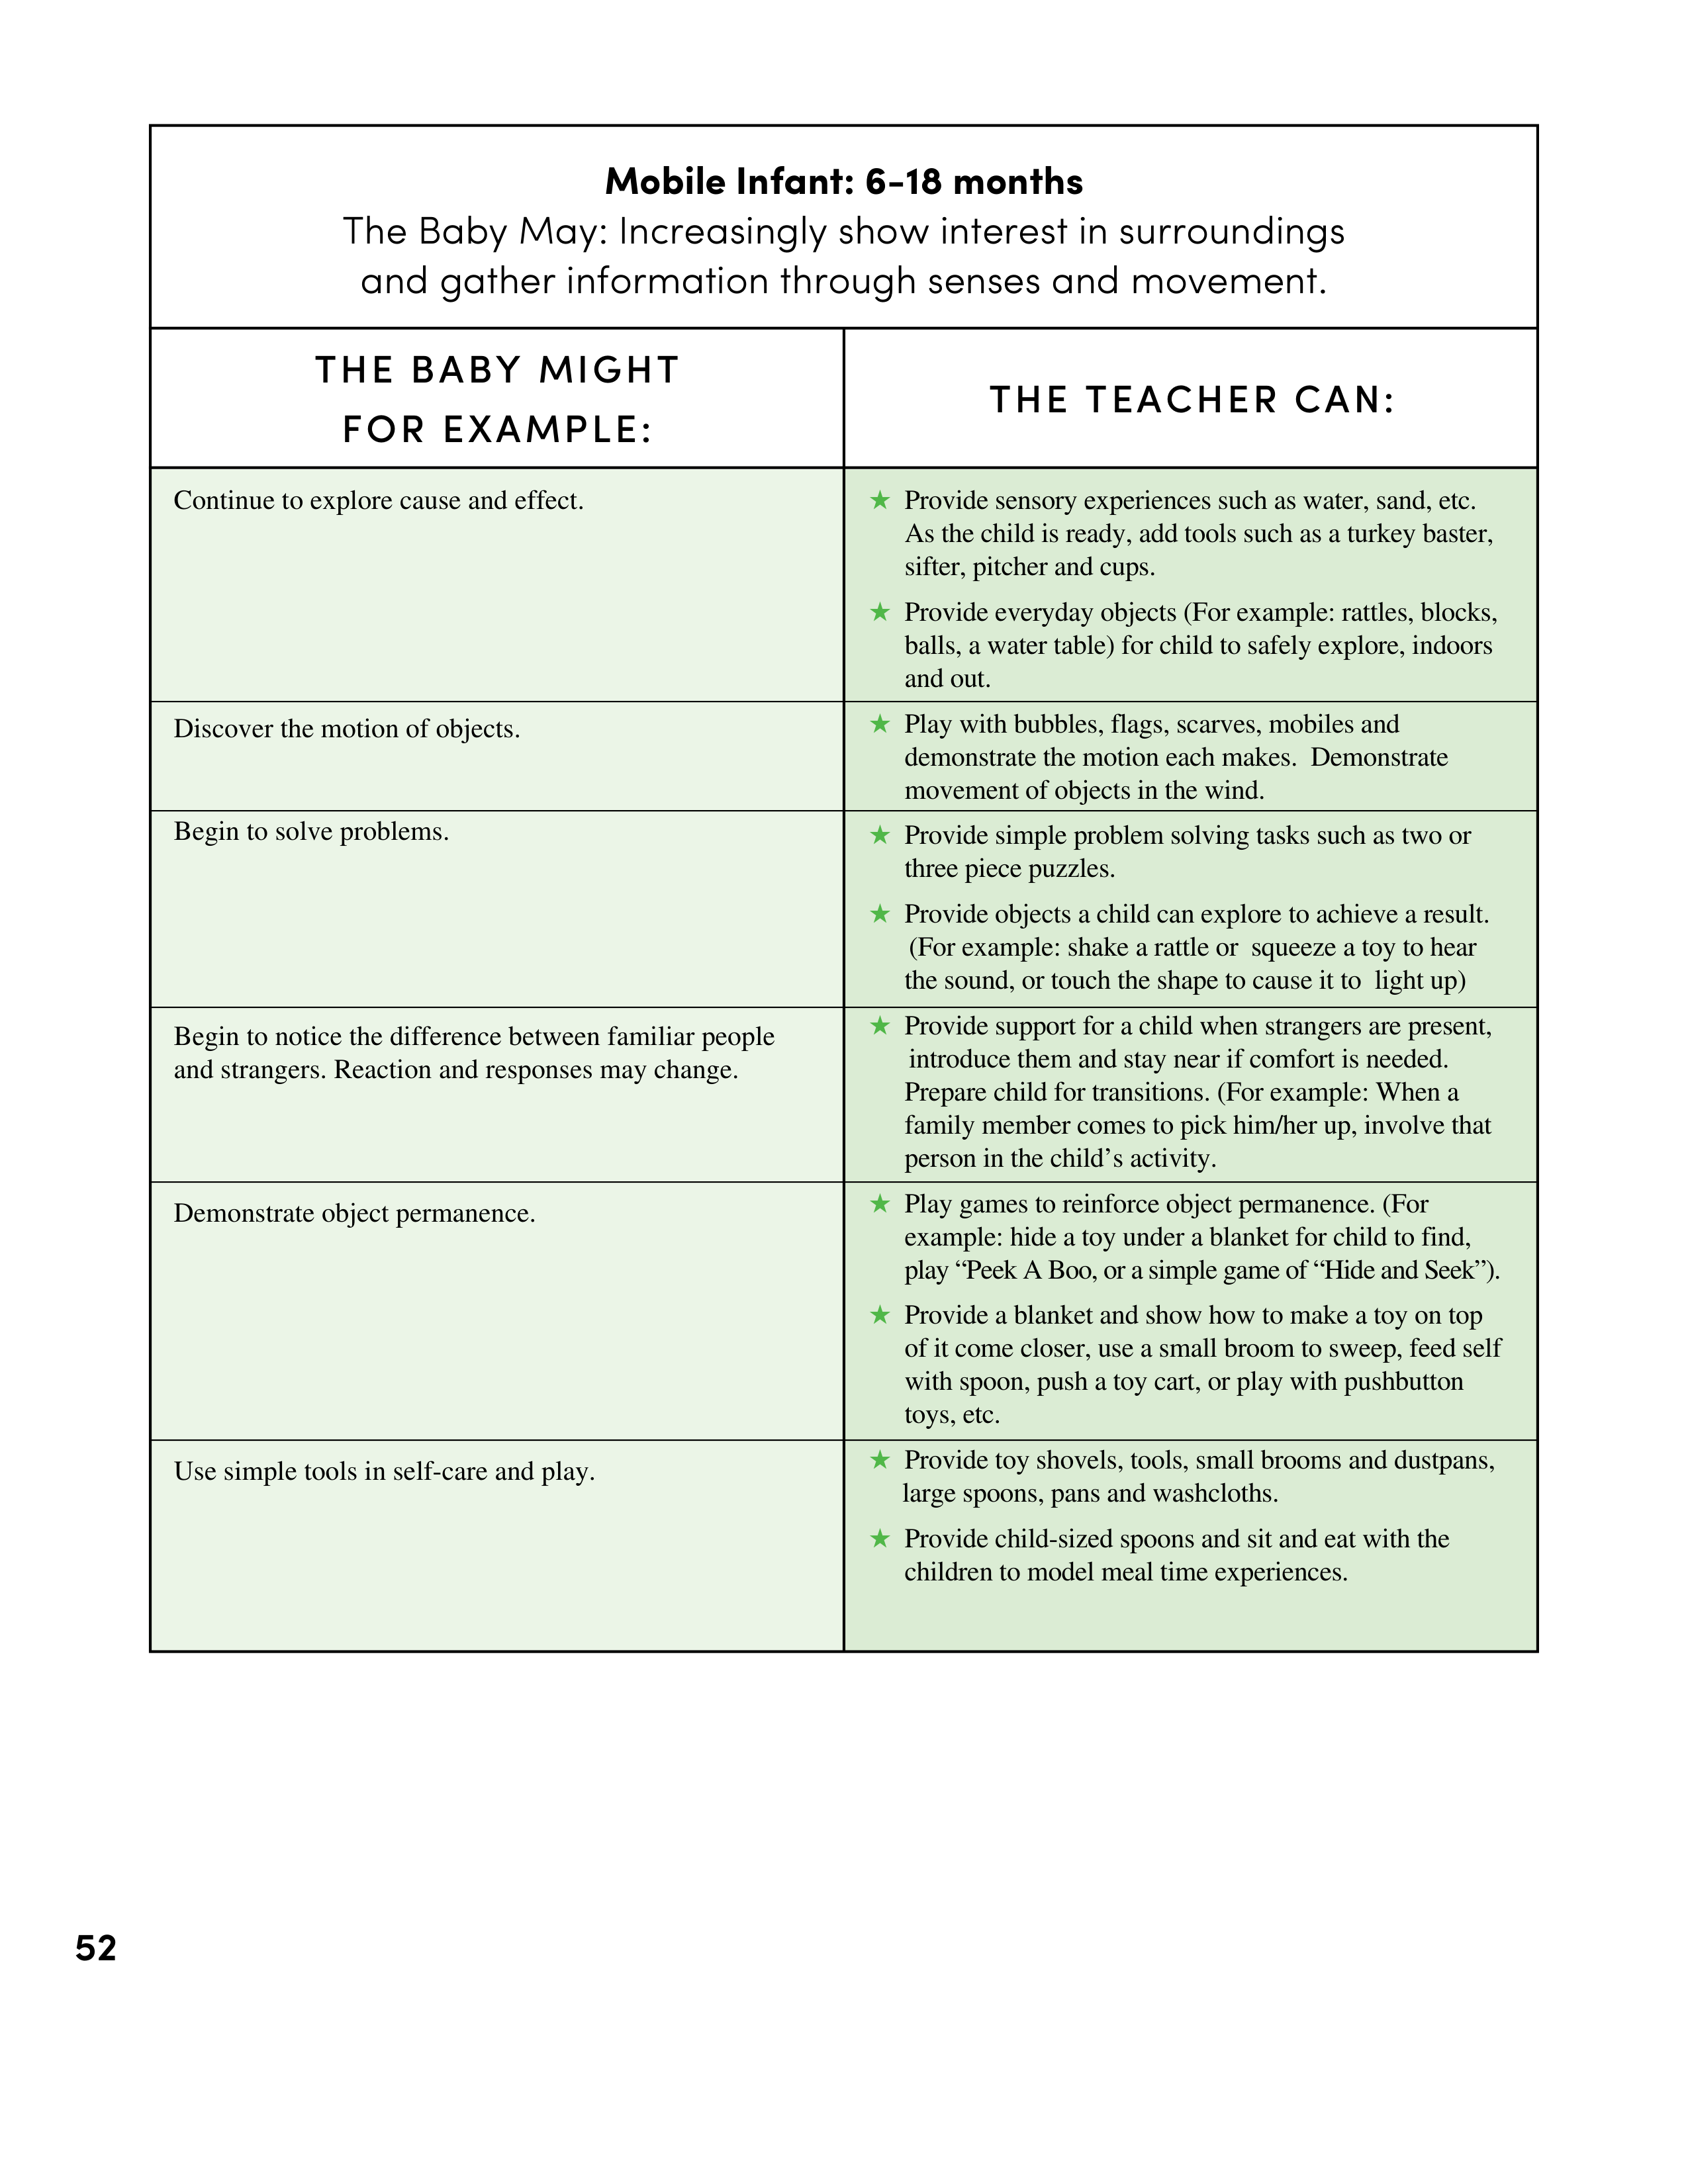 Mobile Infant: 6-18 months
The Baby May: Increasingly show interest in surroundings
and gather information through senses and movement.
THE BABY MIGHT
FOR EXAMPLE:
THE TEACHER CAN:
Continue to explore cause and effect.
★ Provide sensory experiences such as water, sand, etc.
As the child is ready, add tools such as a turkey baster,
sifter, pitcher and cups.
★ Provide everyday objects (For example: rattles, blocks,
balls, a water table) for child to safely explore, indoors
and out.
Discover the motion of objects.
★ Play with bubbles, flags, scarves, mobiles and
demonstrate the motion each makes.  Demonstrate
movement of objects in the wind.
Begin to solve problems.
★ Provide simple problem solving tasks such as two or
three piece puzzles.
★ Provide objects a child can explore to achieve a result.
(For example: shake a rattle or  squeeze a toy to hear
the sound, or touch the shape to cause it to  light up)
Begin to notice the difference between familiar people
and strangers. Reaction and responses may change.
★ Provide support for a child when strangers are present,
introduce them and stay near if comfort is needed.
Prepare child for transitions. (For example: When a
family member comes to pick him/her up, involve that
person in the child’s activity.
Demonstrate object permanence.
★ Play games to reinforce object permanence. (For
example: hide a toy under a blanket for child to find,
play “Peek A Boo, or a simple game of “Hide and Seek”).
★ Provide a blanket and show how to make a toy on top
of it come closer, use a small broom to sweep, feed self
with spoon, push a toy cart, or play with pushbutton
toys, etc.
Use simple tools in self-care and play.
★ Provide toy shovels, tools, small brooms and dustpans,
large spoons, pans and washcloths.
★ Provide child-sized spoons and sit and eat with the
children to model meal time experiences.
52